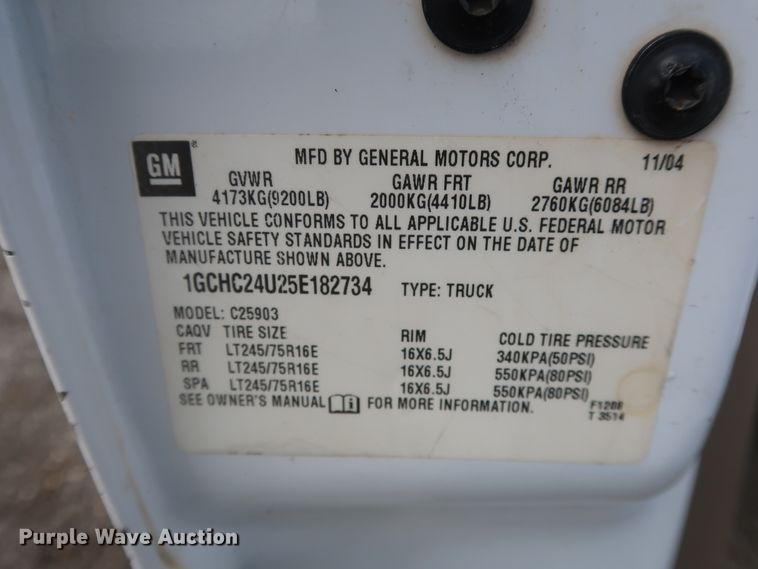 GM MFD BY GENERAL MOTORS CORP. 11/04
GVWR GAWR FRT GAWR RR
4173KG(9200LB) 2000KG(4410LB) 2760KG(6084LB)
THIS VEHICLE CONFORMS TO ALL APPLICABLE U.S. FEDERAL MOTOR
VEHICLE SAFETY STANDARDS IN EFFECT ON THE DATE OF
MANUFACTURE SHOWN ABOVE.
1GCHC24U25E182734 TYPE: TRUCK
MODEL: C25903
CAQV TIRE SIZE RIM COLD TIRE PRESSURE
FRT LT245/75R16E 16X6.5J 340KPA(50PSI)
RR LT245/75R16E 16X6.5J 550KPA(80PSI)
SPA LT245/75R16E 16X6.5J 550KPA(80PSI)
SEE OWNER'S MANUAL FOR MORE INFORMATION. F1208
T 3514
Purple Wave Auction